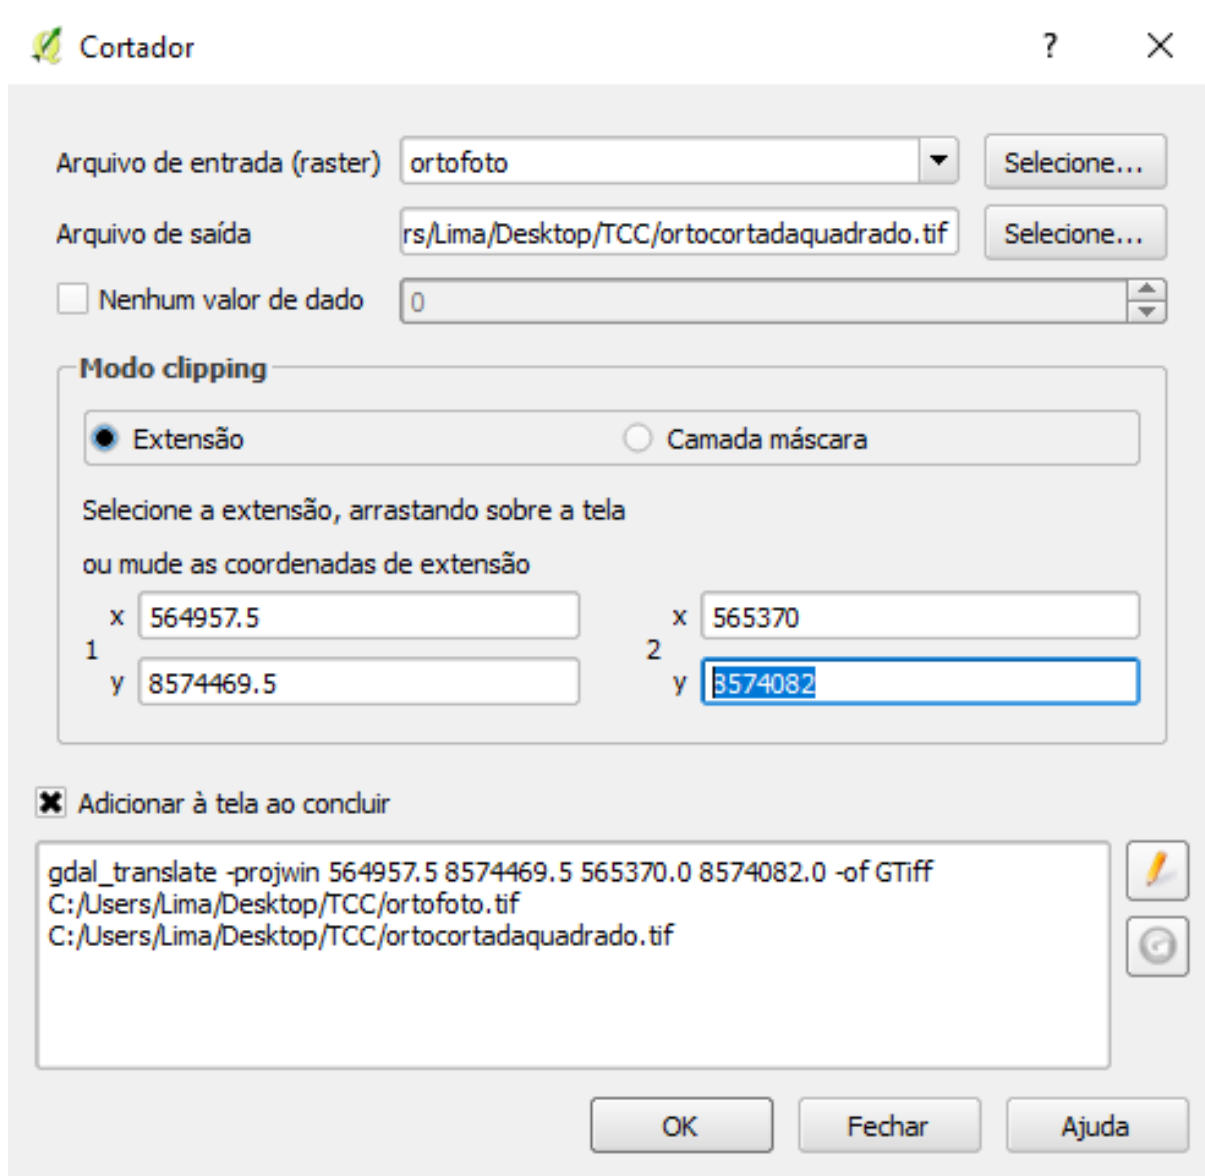 Cortador ?
Arquivo de entrada (raster) ortofoto Selecione...
Arquivo de saída rs/Lima/Desktop/TCC/ortocortadaquadrado.tif Selecione...
Nenhum valor de dado 0
Modo clipping
Extensão Camada máscara
Selecione a extensão, arrastando sobre a tela
ou mude as coordenadas de extensão
x 564957.5 x 565370
1 2
y 8574469.5 y 8574082
Adicionar à tela ao concluir
gdal_translate -projwin 564957.5 8574469.5 565370.0 8574082.0 -of GTiff
C:/Users/Lima/Desktop/TCC/ortofoto.tif
C:/Users/Lima/Desktop/TCC/ortocortadaquadrado.tif
OK Fechar Ajuda